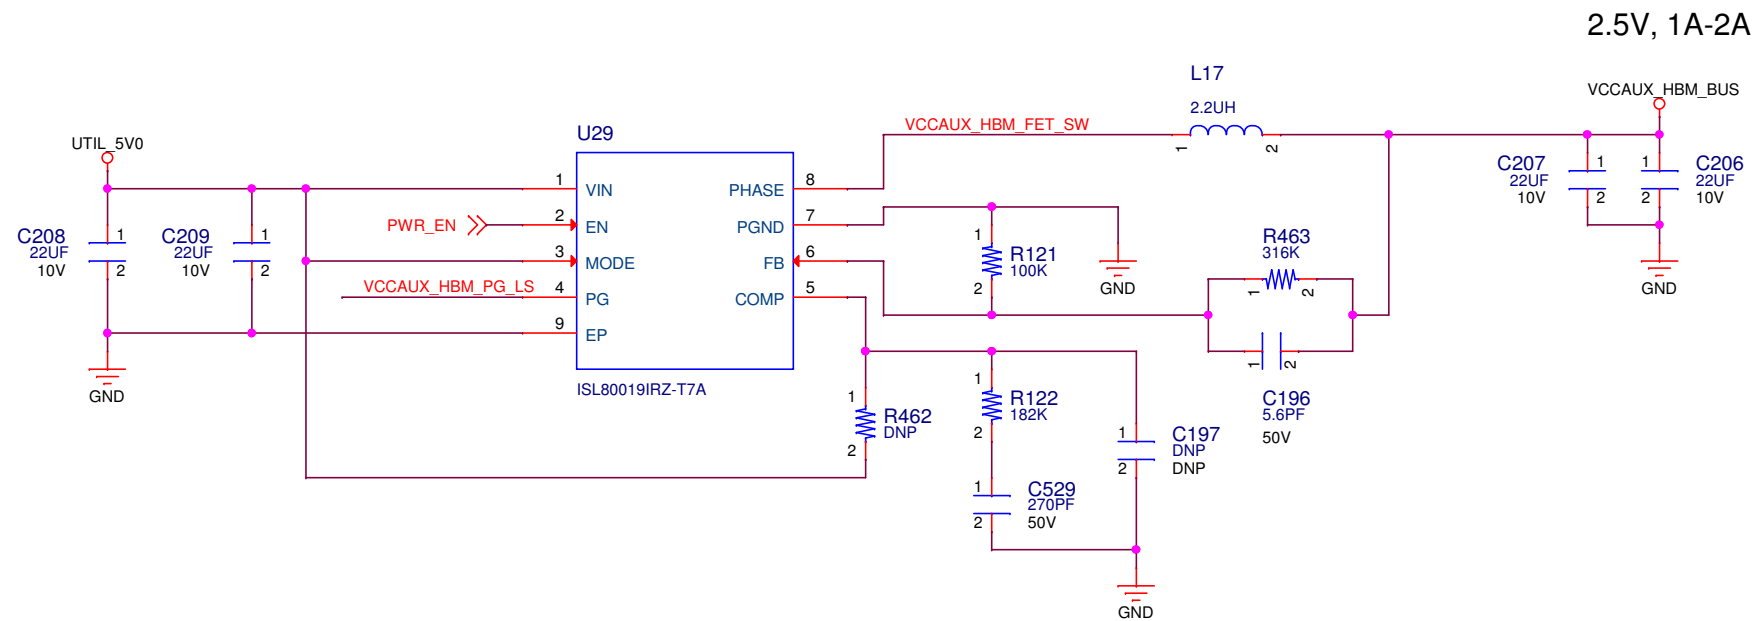 2.5V, 1A-2A
L17
2.2UH
VCCAUX_HBM_BUS
VCCAUX_HBM_FET_SW
1
2
U29
UTIL_5V0
C207
22UF
10V
1
2
C206
22UF
10V
1
2
1
VIN
PHASE
8
PWR_EN
2
EN
PGND
7
3
MODE
FB
6
VCCAUX_HBM_PG_LS
4
PG
COMP
5
9
EP
ISL80019IRZ-T7A
C208
22UF
10V
1
2
C209
22UF
10V
1
2
GND
1
R121
100K
2
GND
R463
316K
1
2
GND
1
2
C196
5.6PF
50V
1
R462
DNP
2
1
R122
182K
2
1
C197
DNP
DNP
2
1
C529
270PF
50V
2
GND